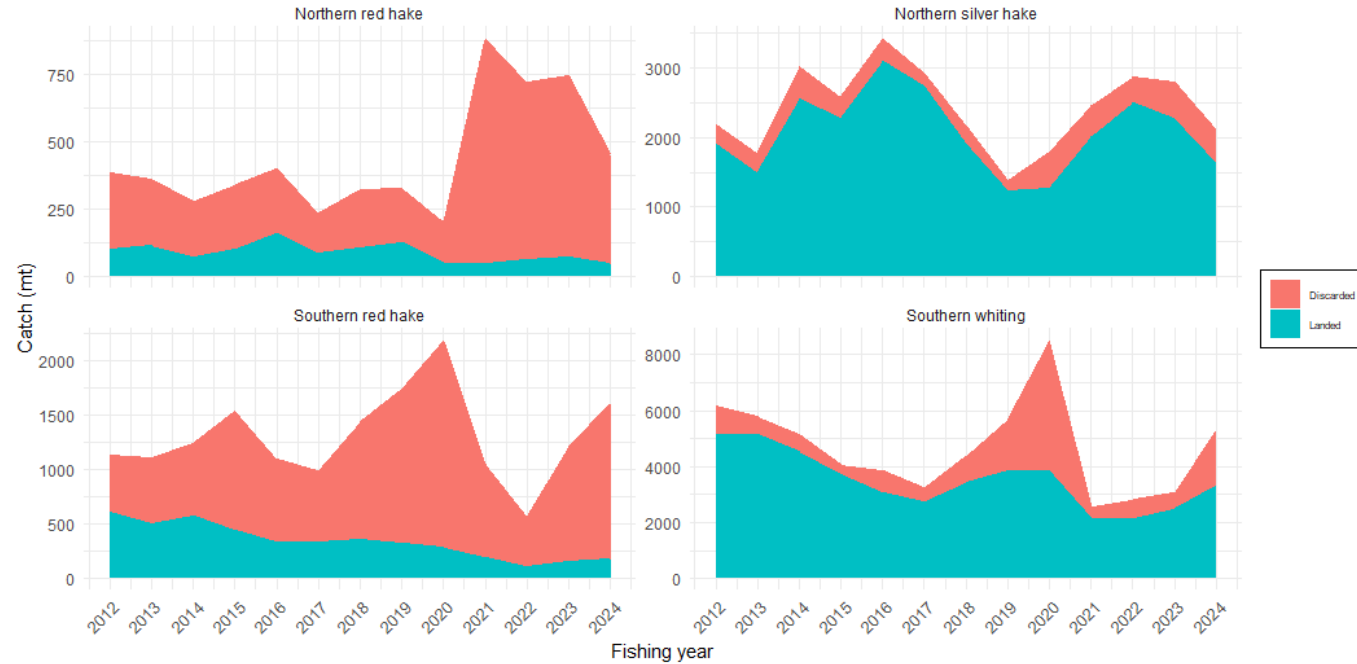 Northern red hake
Northern silver hake
750
500
250
0
3000
2000
1000
0
Catch (mt)
Southern red hake
Southern whiting
2000
1500
1000
500
0
8000
6000
4000
2000
0
2012 2013 2014 2015 2016 2017 2018 2019 2020 2021 2022 2023 2024
2012 2013 2014 2015 2016 2017 2018 2019 2020 2021 2022 2023 2024
Fishing year
Discarded
Landed